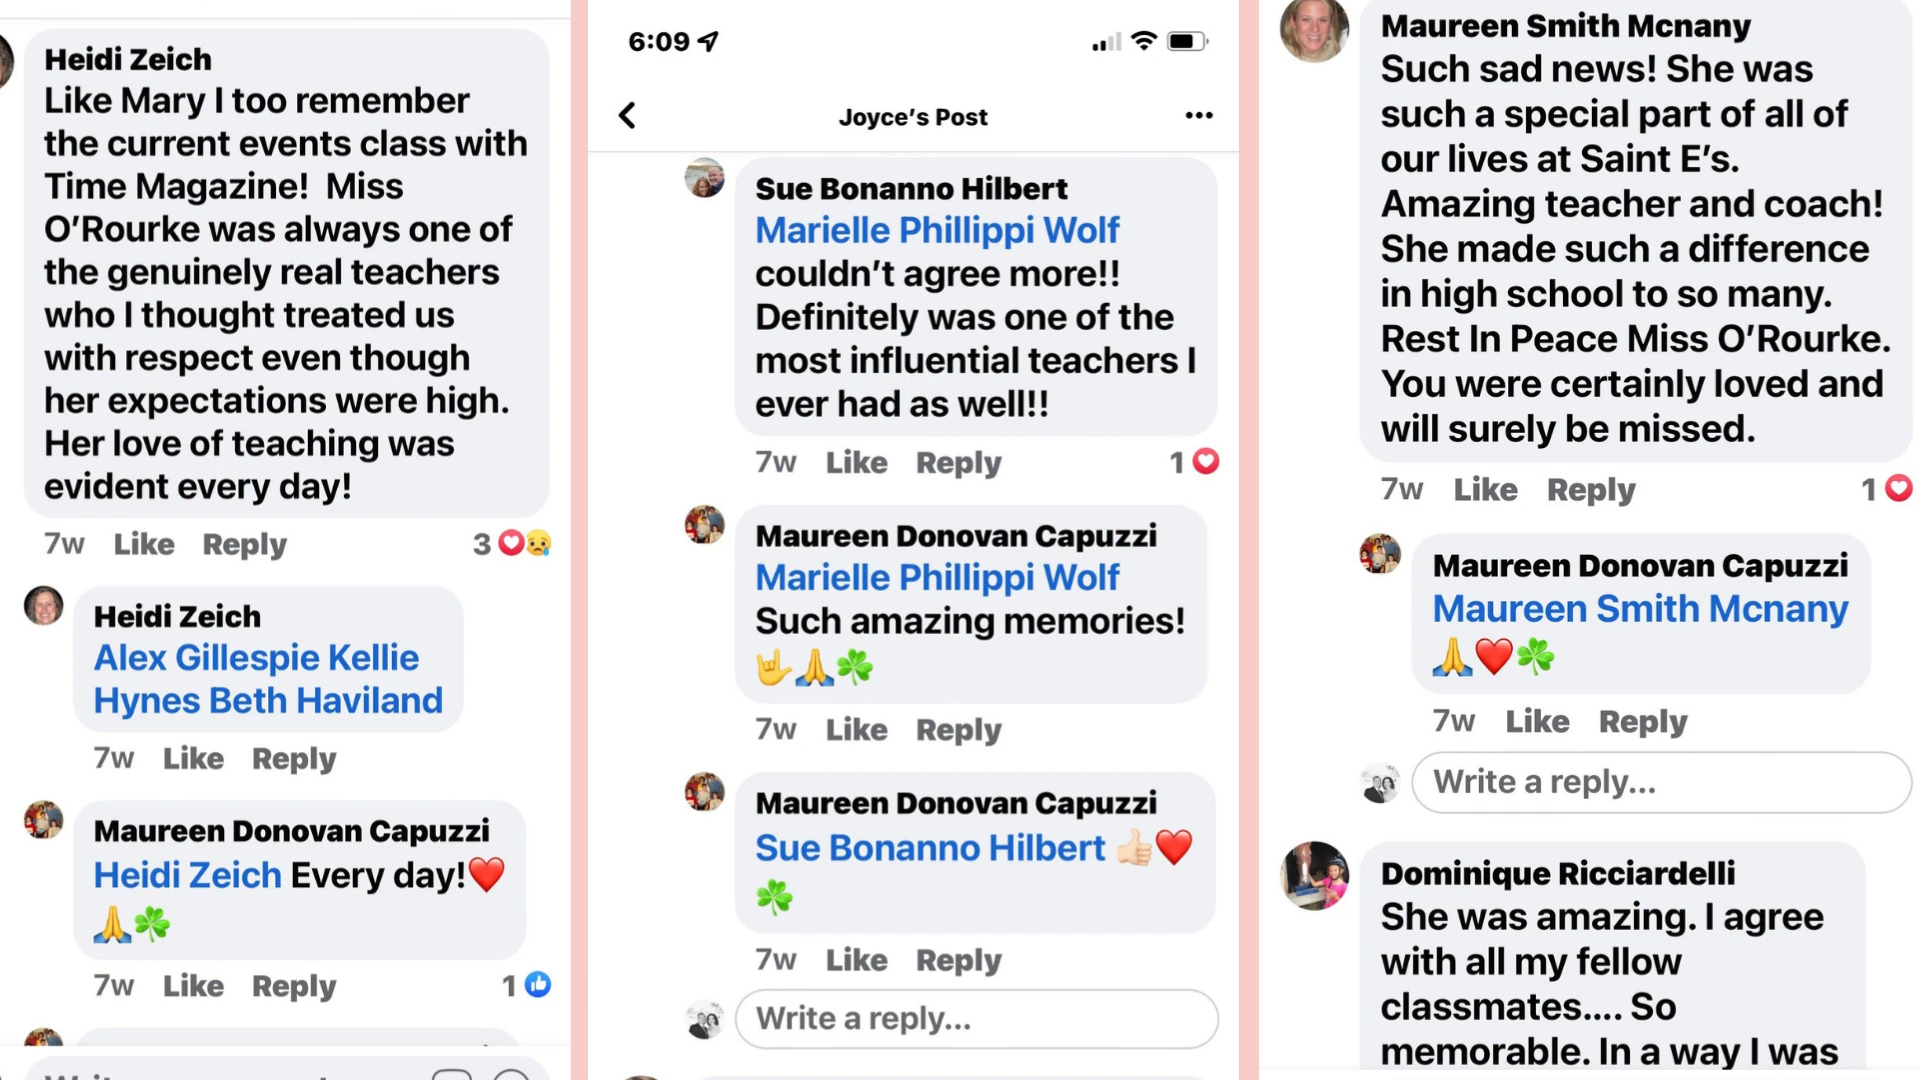 Heidi Zeich
Like Mary I too remember
the current events class with
Time Magazine! Miss
O'Rourke was always one of
the genuinely real teachers
who I thought treated us
with respect even though
her expectations were high.
Her love of teaching was
evident every day!
7w Like Reply 3
Heidi Zeich
Alex Gillespie Kellie
Hynes Beth Haviland
7w Like Reply
Maureen Donovan Capuzzi
Heidi Zeich Every day!❤️
🙏☘️
7w Like Reply 1
6:09
Joyce's Post
Sue Bonanno Hilbert
Marielle Phillippi Wolf
couldn't agree more!!
Definitely was one of the
most influential teachers I
ever had as well!!
7w Like Reply 1
Maureen Donovan Capuzzi
Marielle Phillippi Wolf
Such amazing memories!
🤟🙏☘️
7w Like Reply
Maureen Donovan Capuzzi
Sue Bonanno Hilbert 👍🏻❤️
☘️
7w Like Reply
Write a reply...
Maureen Smith Mcnany
Such sad news! She was
such a special part of all of
our lives at Saint E's.
Amazing teacher and coach!
She made such a difference
in high school to so many.
Rest In Peace Miss O'Rourke.
You were certainly loved and
will surely be missed.
7w Like Reply 1
Maureen Donovan Capuzzi
Maureen Smith Mcnany
🙏❤️☘️
7w Like Reply
Write a reply...
Dominique Ricciardelli
She was amazing. I agree
with all my fellow
classmates.... So
memorable. In a way I was